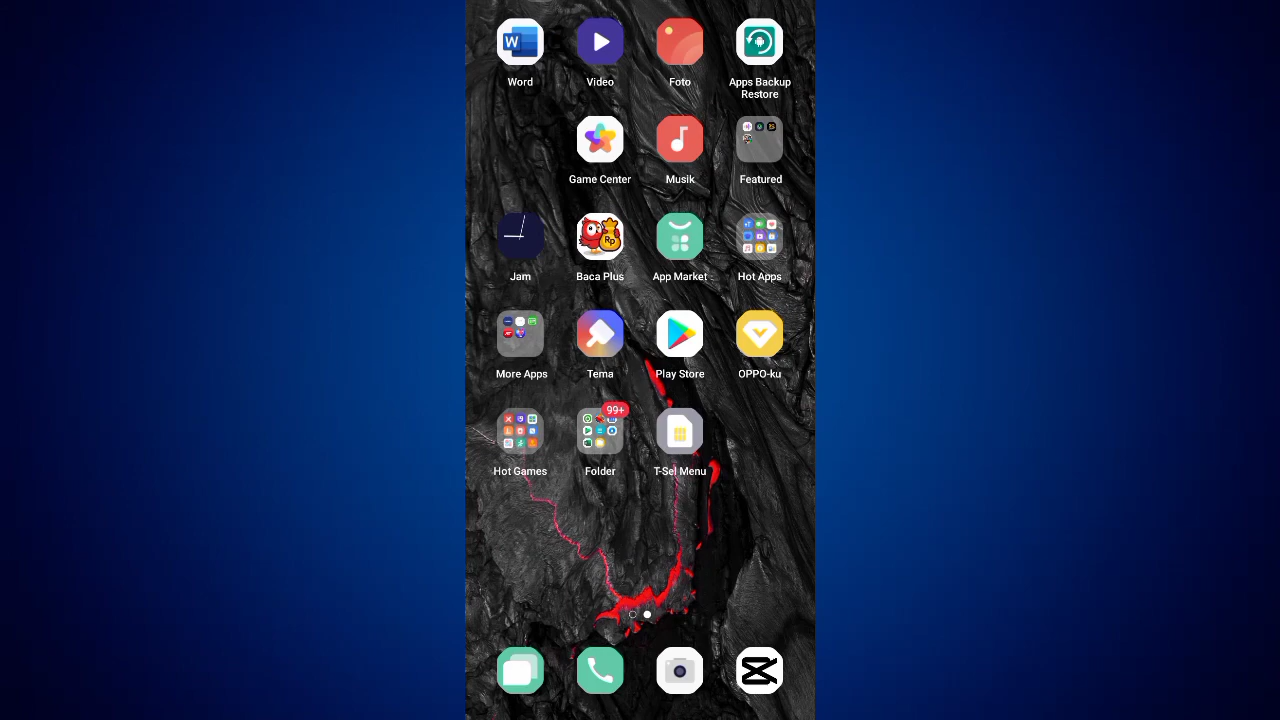 Word
Video
Foto
Apps Backup
Restore
Game Center
Musik
Featured
Jam
Rp
Baca Plus
App Market
Hot Apps
More Apps
Tema
Play Store
OPPO-ku
99+
Hot Games
Folder
T-Sel Menu